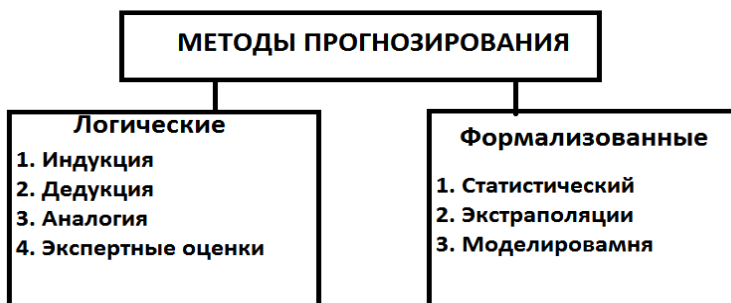 МЕТОДЫ ПРОГНОЗИРОВАНИЯ
Логические
1. Индукция
2. Дедукция
3. Аналогия
4. Экспертные оценки
Формализованные
1. Статистический
2. Экстраполяции
3. Моделировамня